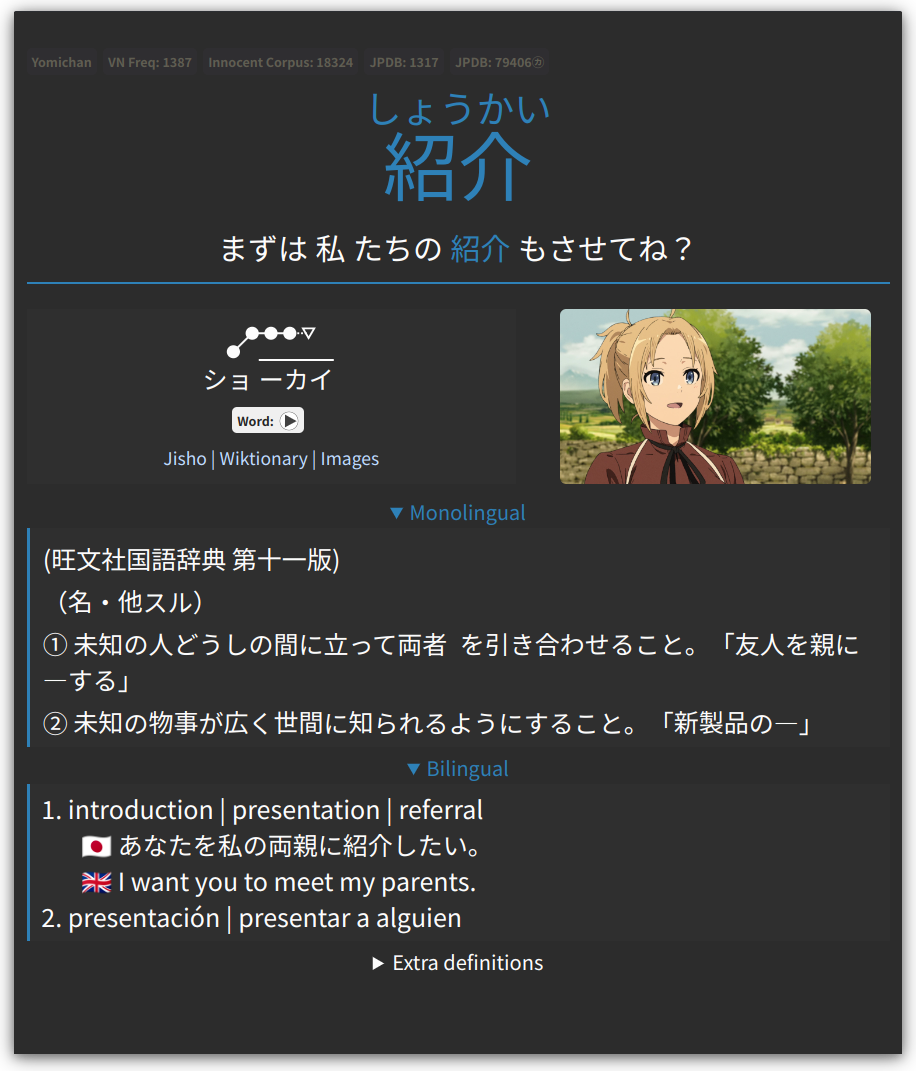 Yomichan VN Freq: 1387 Innocent Corpus: 18324 JPDB: 1317 JPDB: 79406㋕
しょうかい
紹介
まずは 私 たちの 紹介 もさせてね？
ショ ーカイ
Word:
Jisho | Wiktionary | Images
▼ Monolingual
(旺文社国語辞典 第十一版)
（名・他スル）
① 未知の人どうしの間に立って両者 を引き合わせること。「友人を親に
―する」
② 未知の物事が広く世間に知られるようにすること。「新製品の―」
▼ Bilingual
1. introduction | presentation | referral
🇯🇵 あなたを私の両親に紹介したい。
🇬🇧 I want you to meet my parents.
2. presentación | presentar a alguien
▶ Extra definitions